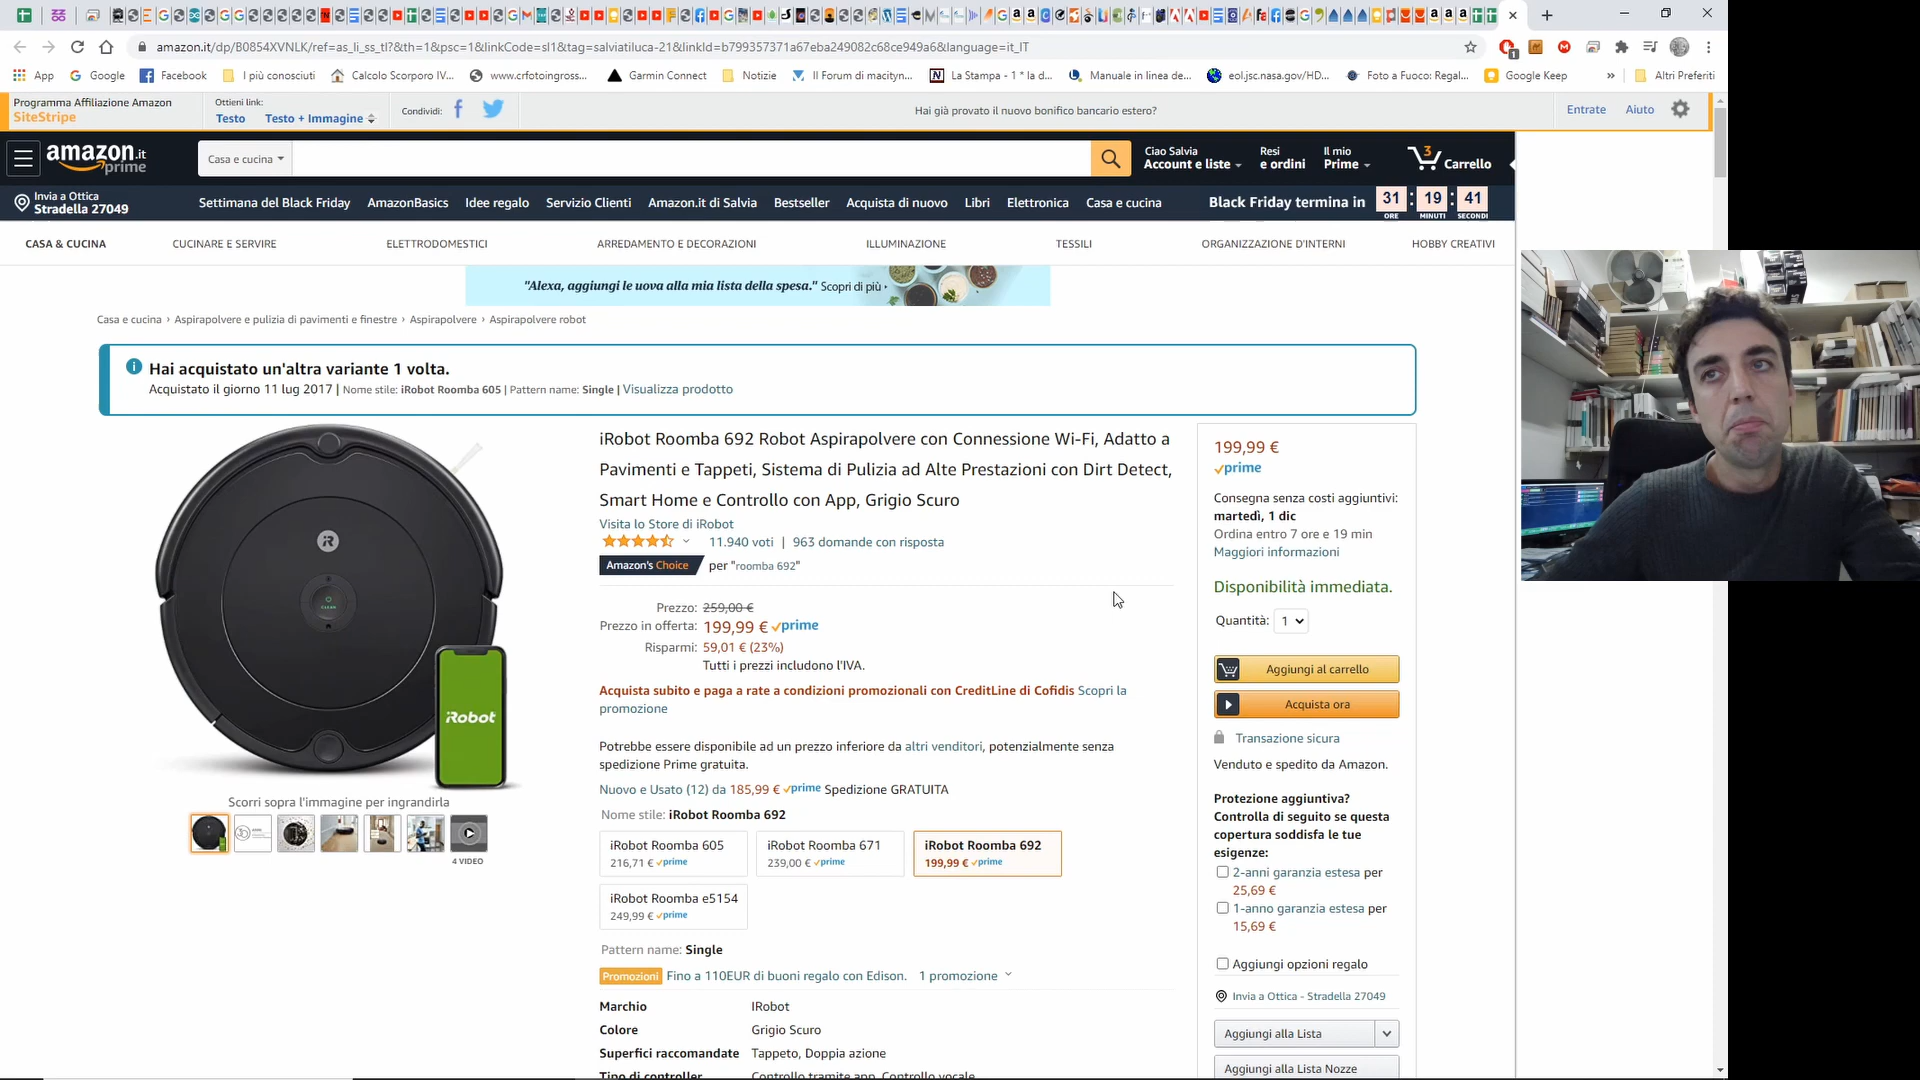 amazon.it/dp/B0854XVNLK/ref=as_li_ss_tl?&th=1&psc=1&linkCode=sl1&tag=salviatiluca-21&linkId=b799357371a67eba249082c68ce949a6&language=it_IT
App
Google
Facebook
I più conosciuti
Calcolo Scorporo IV...
www.crfotoingross...
Garmin Connect
Notizie
Il Forum di macityn...
La Stampa - 1 * la d...
Manuale in linea de...
eol.jsc.nasa.gov/HD...
Foto a Fuoco: Regal...
Google Keep
»
Altri Preferiti
Programma Affiliazione Amazon
SiteStripe
Ottieni link:
Testo
Testo + Immagine
Condividi:
Hai già provato il nuovo bonifico bancario estero?
Entrate
Aiuto
amazon.it
prime
Casa e cucina
Ciao Salvia
Account e liste
Resi
e ordini
Il mio
Prime
3
Carrello
Invia a Ottica
Stradella 27049
Settimana del Black Friday
AmazonBasics
Idee regalo
Servizio Clienti
Amazon.it di Salvia
Bestseller
Acquista di nuovo
Libri
Elettronica
Casa e cucina
Black Friday termina in
31 : 19 : 41
ORE MINUTI SECONDI
CASA & CUCINA
CUCINARE E SERVIRE
ELETTRODOMESTICI
ARREDAMENTO E DECORAZIONI
ILLUMINAZIONE
TESSILI
ORGANIZZAZIONE D'INTERNI
HOBBY CREATIVI
"Alexa, aggiungi le uova alla mia lista della spesa." Scopri di più ›
Casa e cucina › Aspirapolvere e pulizia di pavimenti e finestre › Aspirapolvere › Aspirapolvere robot
Hai acquistato un'altra variante 1 volta.
Acquistato il giorno 11 lug 2017 | Nome stile: iRobot Roomba 605 | Pattern name: Single | Visualizza prodotto
CLEAN
iRobot
Scorri sopra l'immagine per ingrandirla
4 VIDEO
iRobot Roomba 692 Robot Aspirapolvere con Connessione Wi-Fi, Adatto a
Pavimenti e Tappeti, Sistema di Pulizia ad Alte Prestazioni con Dirt Detect,
Smart Home e Controllo con App, Grigio Scuro
Visita lo Store di iRobot
11.940 voti | 963 domande con risposta
Amazon's Choice per "roomba 692"
Prezzo: 259,00 €
Prezzo in offerta: 199,99 € prime
Risparmi: 59,01 € (23%)
Tutti i prezzi includono l'IVA.
Acquista subito e paga a rate a condizioni promozionali con CreditLine di Cofidis Scopri la
promozione
Potrebbe essere disponibile ad un prezzo inferiore da altri venditori, potenzialmente senza
spedizione Prime gratuita.
Nuovo e Usato (12) da 185,99 € prime Spedizione GRATUITA
Nome stile: iRobot Roomba 692
iRobot Roomba 605
216,71 € prime
iRobot Roomba 671
239,00 € prime
iRobot Roomba 692
199,99 € prime
iRobot Roomba e5154
249,99 € prime
Pattern name: Single
Promozioni Fino a 110EUR di buoni regalo con Edison. 1 promozione
Marchio IRobot
Colore Grigio Scuro
Superfici raccomandate Tappeto, Doppia azione
Tipo di controller Controllo tramite app, Controllo vocale
199,99 €
prime
Consegna senza costi aggiuntivi:
martedì, 1 dic
Ordina entro 7 ore e 19 min
Maggiori informazioni
Disponibilità immediata.
Quantità: 1
Aggiungi al carrello
Acquista ora
Transazione sicura
Venduto e spedito da Amazon.
Protezione aggiuntiva?
Controlla di seguito se questa
copertura soddisfa le tue
esigenze:
2-anni garanzia estesa per
25,69 €
1-anno garanzia estesa per
15,69 €
Aggiungi opzioni regalo
Invia a Ottica - Stradella 27049
Aggiungi alla Lista
Aggiungi alla Lista Nozze